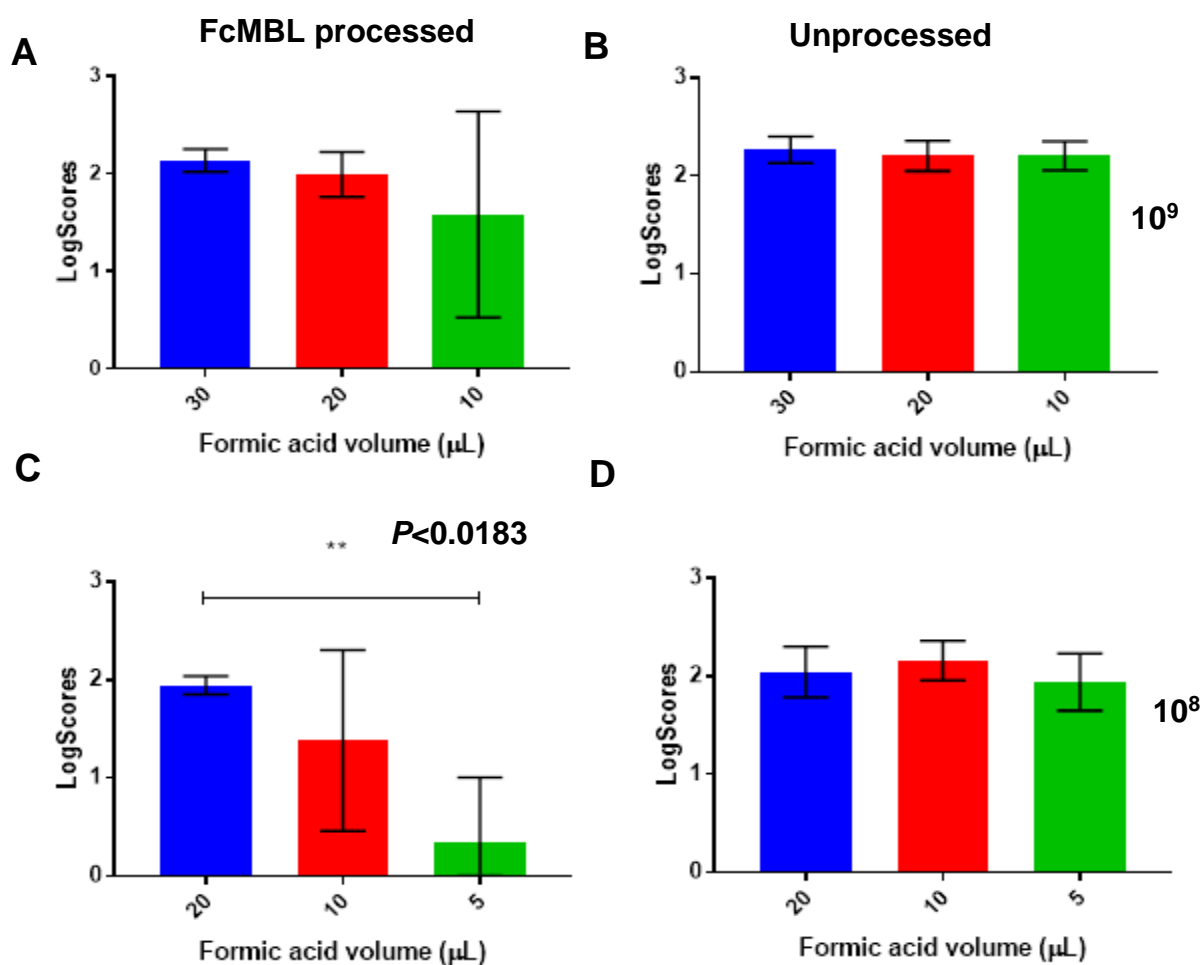 A
FcMBL processed
3
2
1
0
LogScores
30
20
10
Formic acid volume (μL)
B
Unprocessed
3
2
1
0
LogScores
30
20
10
Formic acid volume (μL)
10⁹
C
**
P<0.0183
3
2
1
0
LogScores
20
10
5
Formic acid volume (μL)
D
3
2
1
0
LogScores
20
10
5
Formic acid volume (μL)
10⁸